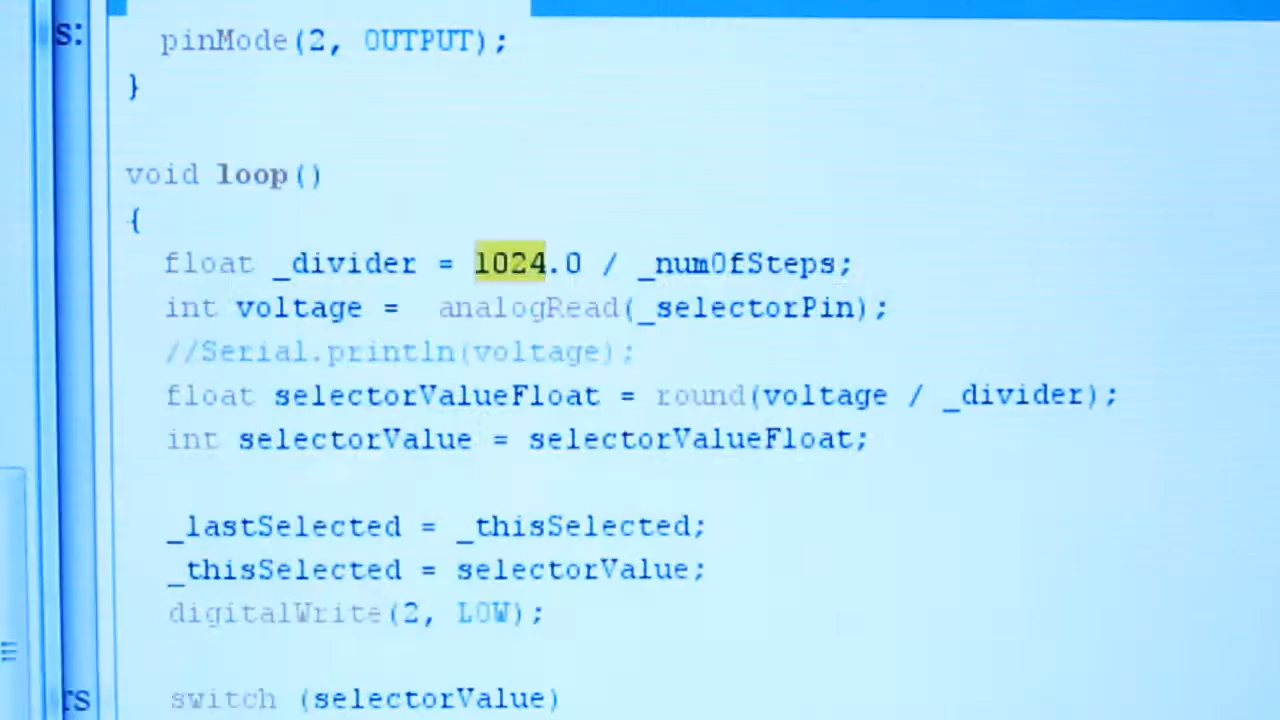 s:
pinMode(2, OUTPUT);
}
void loop()
{
float _divider = 1024.0 / _numOfSteps;
int voltage = analogRead(_selectorPin);
//Serial.println(voltage);
float selectorValueFloat = round(voltage / _divider);
int selectorValue = selectorValueFloat;
_lastSelected = _thisSelected;
_thisSelected = selectorValue;
digitalWrite(2, LOW);
rs
switch (selectorValue)